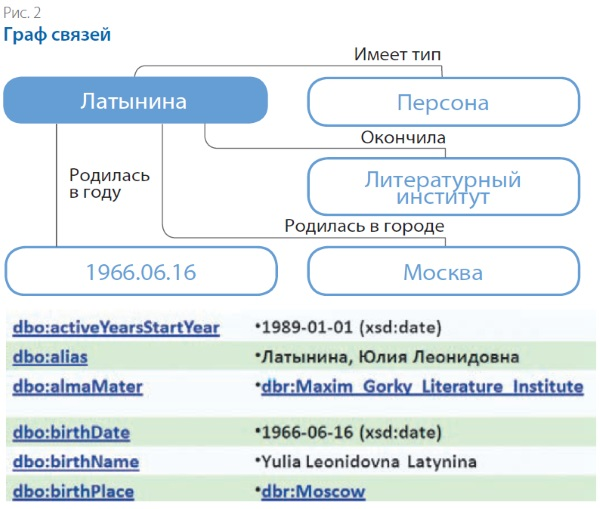 Рис. 2
Граф связей
Имеет тип
Латынина
Персона
Окончила
Родилась
в году
Литературный
институт
Родилась в городе
1966.06.16
Москва
dbo:activeYearsStartYear •1989-01-01 (xsd:date)
dbo:alias •Латынина, Юлия Леонидовна
dbo:almaMater •dbr:Maxim_Gorky_Literature_Institute
dbo:birthDate •1966-06-16 (xsd:date)
dbo:birthName •Yulia Leonidovna Latynina
dbo:birthPlace •dbr:Moscow